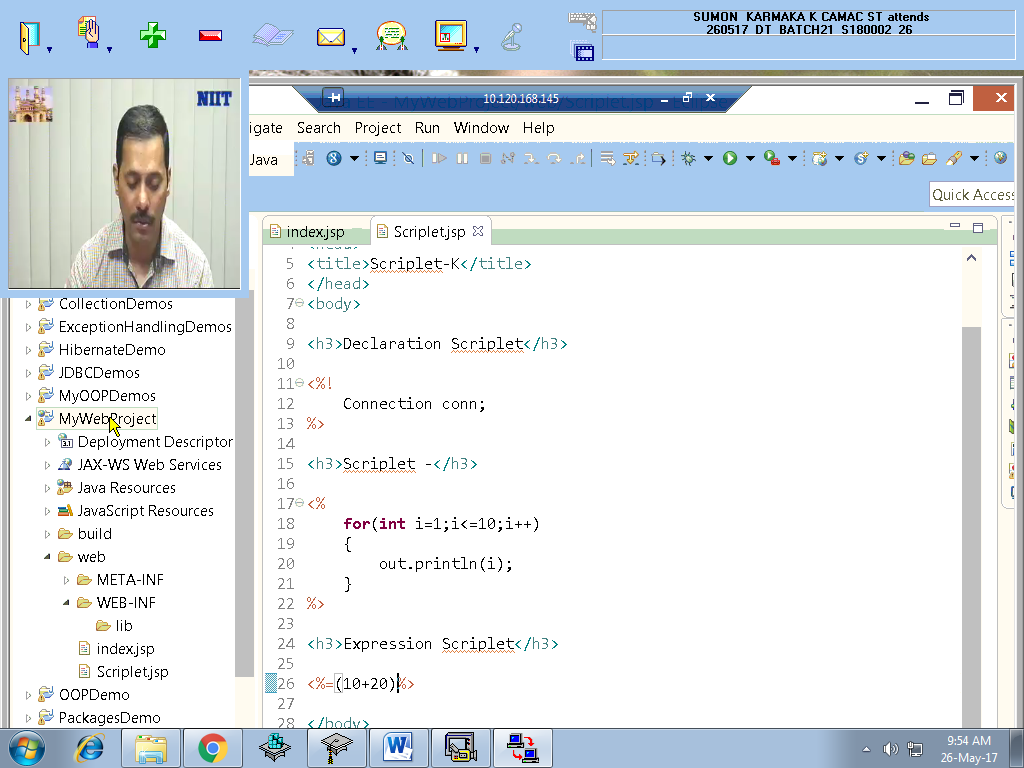 SUMON KARMAKA K CAMAC ST attends
260517_DT_BATCH21_S180002_26
NIIT
10.120.168.145
igate Search Project Run Window Help
Java
Quick Access
index.jsp
Scriplet.jsp
CollectionDemos
ExceptionHandlingDemos
HibernateDemo
JDBCDemos
MyOOPDemos
MyWebProject
Deployment Descriptor
JAX-WS Web Services
Java Resources
JavaScript Resources
build
web
META-INF
WEB-INF
lib
index.jsp
Scriplet.jsp
OOPDemo
PackagesDemo
4 <head>
5 <title>Scriplet-K</title>
6 </head>
7 <body>
8
9 <h3>Declaration Scriplet</h3>
10
11 <%!
12 Connection conn;
13 %>
14
15 <h3>Scriplet -</h3>
16
17 <%
18 for(int i=1;i<=10;i++)
19 {
20 out.println(i);
21 }
22 %>
23
24 <h3>Expression Scriplet</h3>
25
26 <%=(10+20)%>
27
28 </body>
9:54 AM
26-May-17